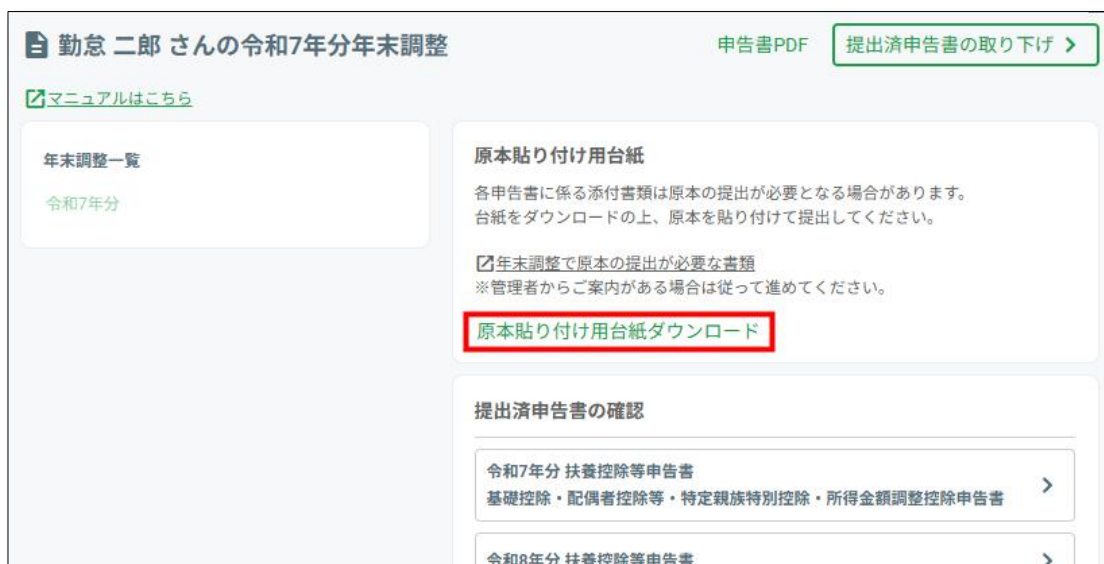 勤怠 二郎 さんの令和7年分年末調整
申告書PDF
提出済申告書の取り下げ
マニュアルはこちら
年末調整一覧
令和7年分
原本貼り付け用台紙
各申告書に係る添付書類は原本の提出が必要となる場合があります。
台紙をダウンロードの上、原本を貼り付けて提出してください。
年末調整で原本の提出が必要な書類
※管理者からご案内がある場合は従って進めてください。
原本貼り付け用台紙ダウンロード
提出済申告書の確認
令和7年分 扶養控除等申告書
基礎控除・配偶者控除等・特定親族特別控除・所得金額調整控除申告書
令和8年分 扶養控除等申告書